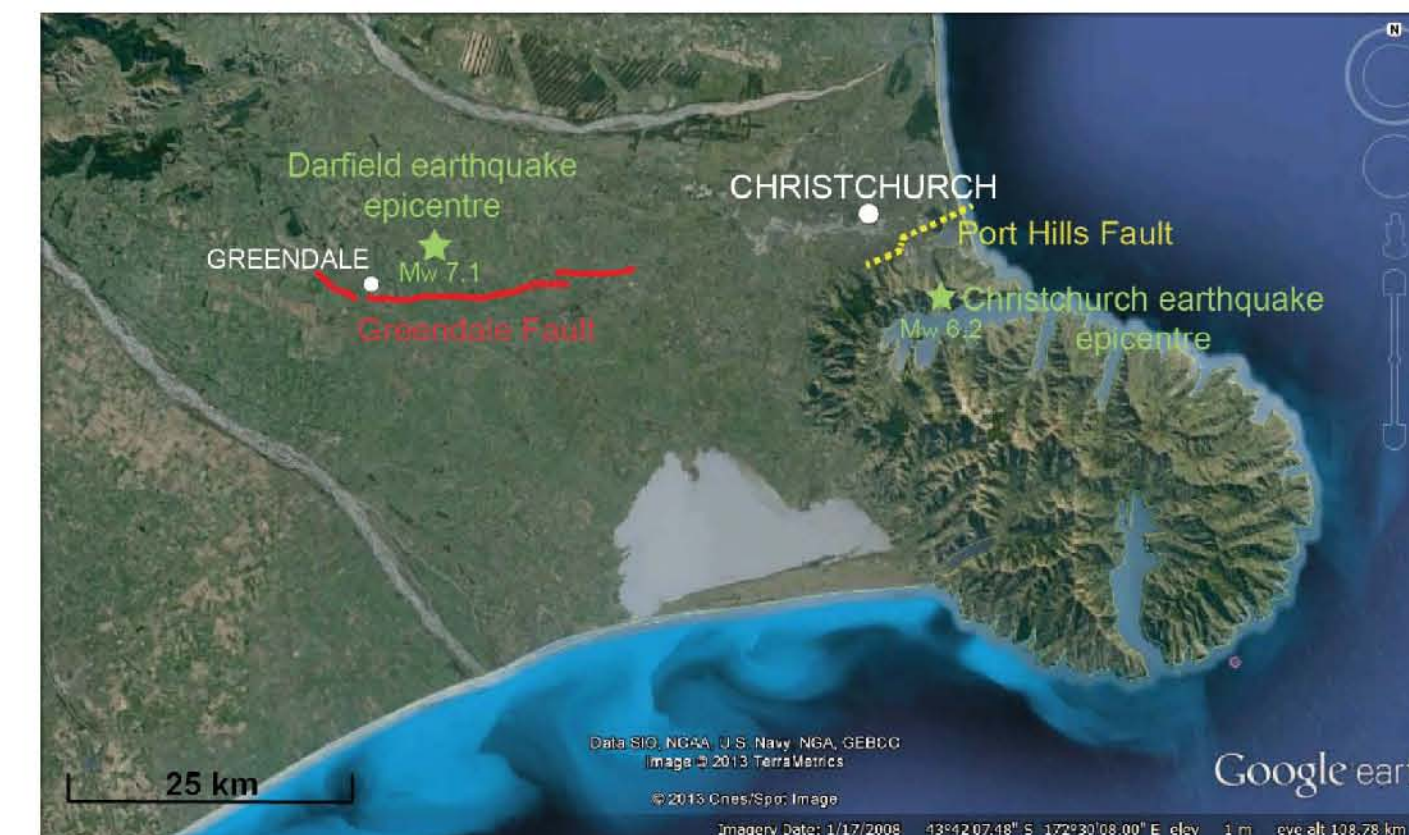 N
Darfield earthquake
epicentre
CHRISTCHURCH
GREENDALE
Mw 7.1
Port Hills Fault
Greendale Fault
Christchurch earthquake
epicentre
Mw 6.2
25 km
Data SIO, NOAA, U.S. Navy, NGA, GEBCO
Image © 2013 TerraMetrics
© 2013 Cnes/Spot Image
Google ear
Imagery Date: 1/17/2008 43°42'07.48" S 172°30'08.00" E elev 1 m eye alt 108.78 km